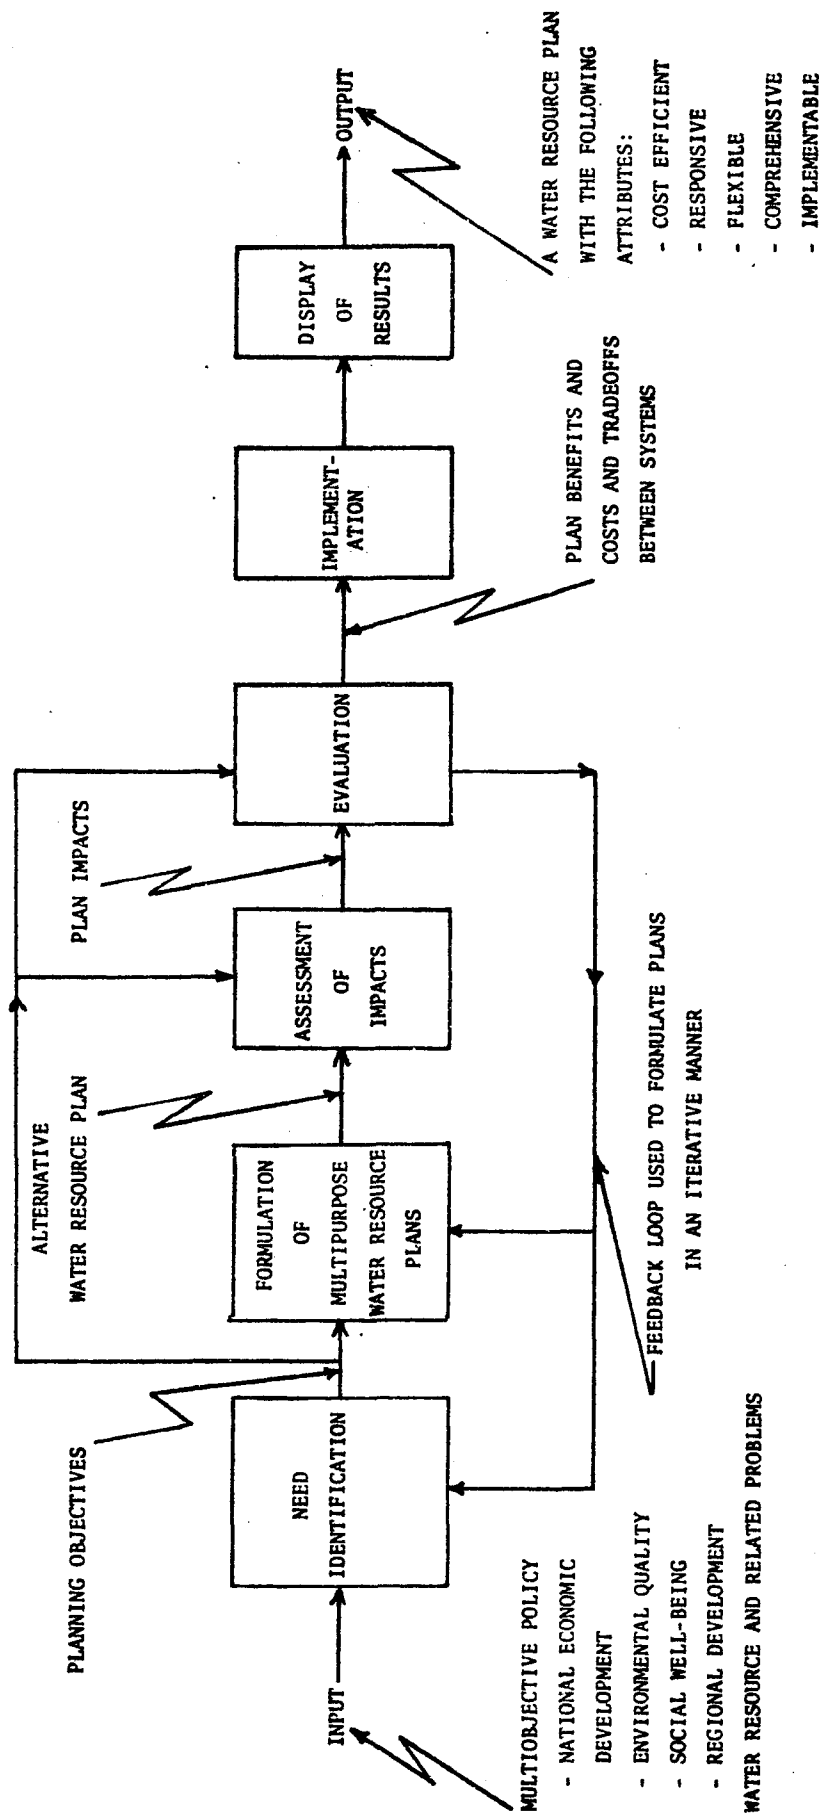 PLANNING OBJECTIVES
ALTERNATIVE
WATER RESOURCE PLAN
PLAN IMPACTS
INPUT
NEED
IDENTIFICATION
FORMULATION
OF
MULTIPURPOSE
WATER RESOURCE
PLANS
ASSESSMENT
OF
IMPACTS
EVALUATION
IMPLEMENT-
ATION
DISPLAY
OF
RESULTS
OUTPUT
MULTIOBJECTIVE POLICY
- NATIONAL ECONOMIC
DEVELOPMENT
- ENVIRONMENTAL QUALITY
- SOCIAL WELL-BEING
- REGIONAL DEVELOPMENT
WATER RESOURCE AND RELATED PROBLEMS
FEEDBACK LOOP USED TO FORMULATE PLANS
IN AN ITERATIVE MANNER
PLAN BENEFITS AND
COSTS AND TRADEOFFS
BETWEEN SYSTEMS
A WATER RESOURCE PLAN
WITH THE FOLLOWING
ATTRIBUTES:
- COST EFFICIENT
- RESPONSIVE
- FLEXIBLE
- COMPREHENSIVE
- IMPLEMENTABLE